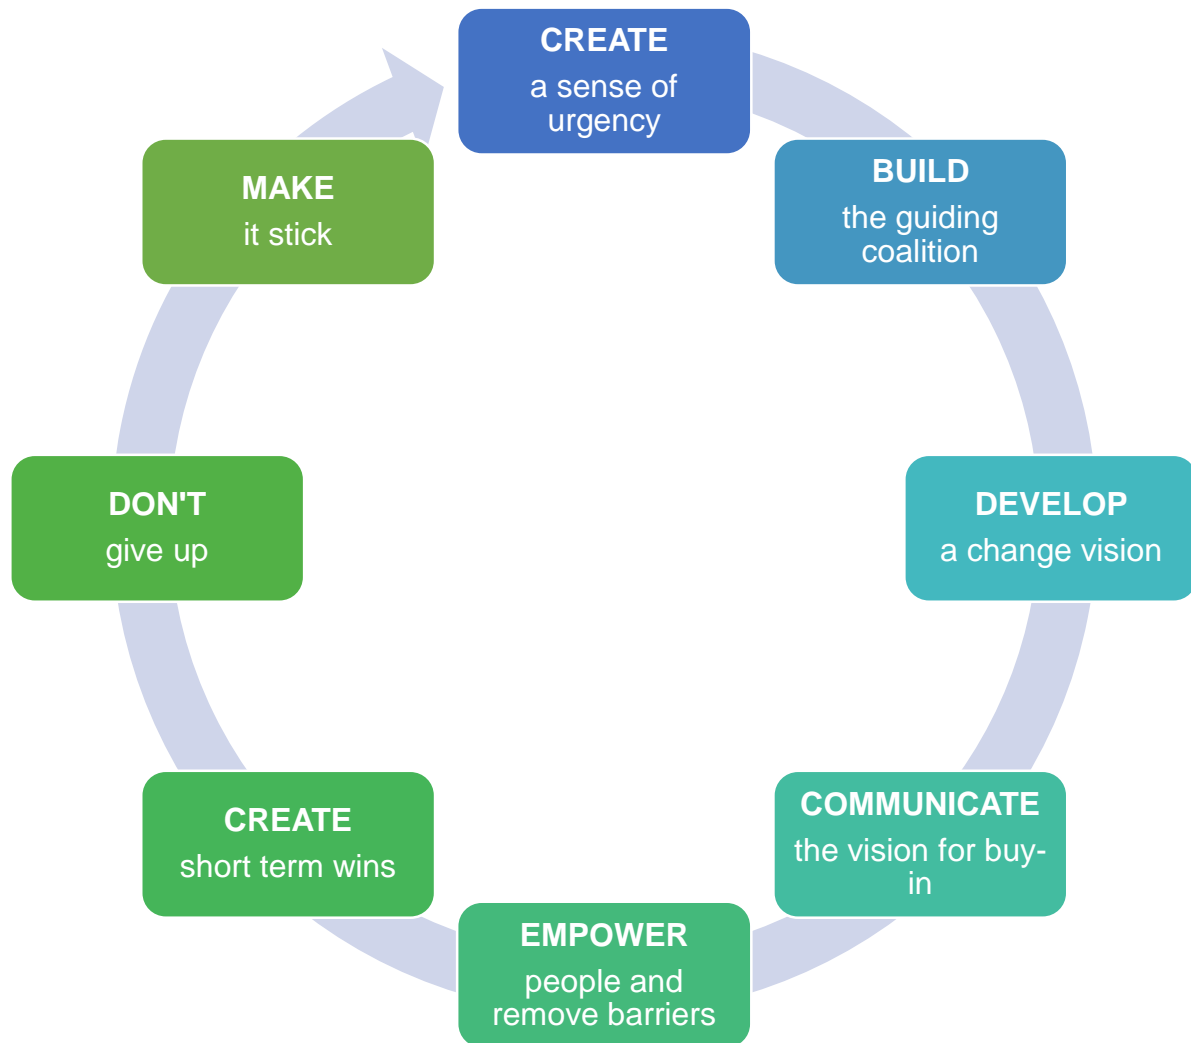 CREATE
a sense of
urgency
BUILD
the guiding
coalition
DEVELOP
a change vision
COMMUNICATE
the vision for buy-
in
EMPOWER
people and
remove barriers
CREATE
short term wins
DON'T
give up
MAKE
it stick